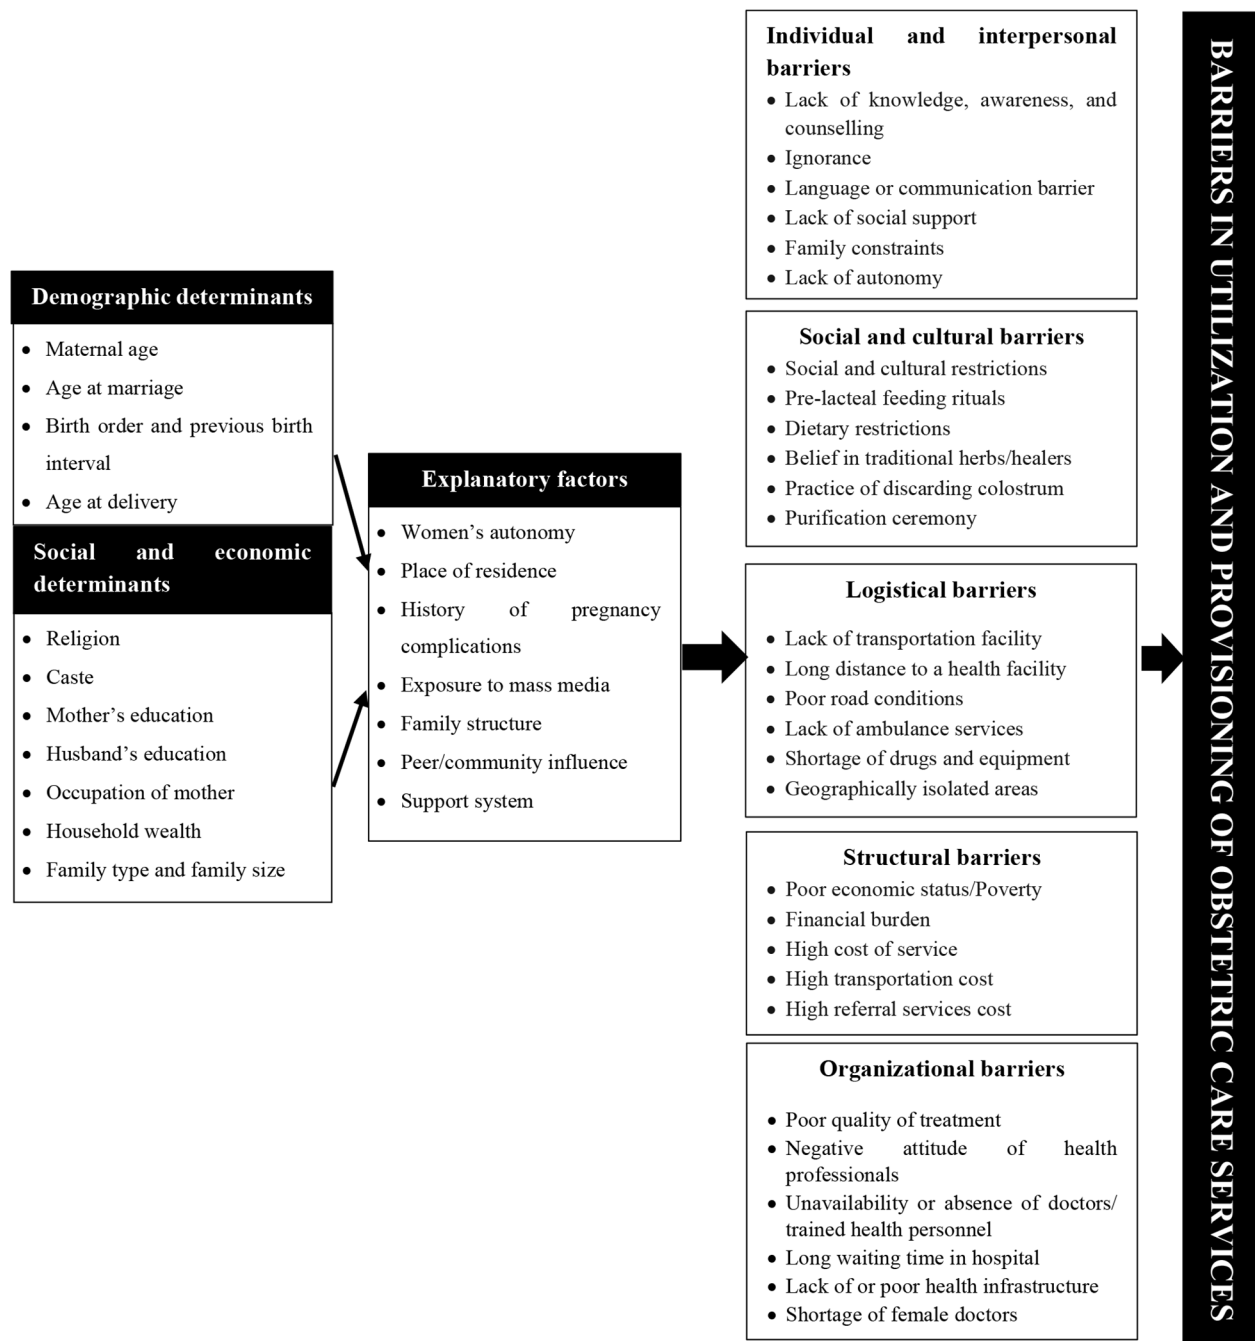 Demographic determinants
• Maternal age
• Age at marriage
• Birth order and previous birth
interval
• Age at delivery
Social and economic
determinants
• Religion
• Caste
• Mother’s education
• Husband’s education
• Occupation of mother
• Household wealth
• Family type and family size
Explanatory factors
• Women’s autonomy
• Place of residence
• History of pregnancy
complications
• Exposure to mass media
• Family structure
• Peer/community influence
• Support system
Individual and interpersonal
barriers
• Lack of knowledge, awareness, and
counselling
• Ignorance
• Language or communication barrier
• Lack of social support
• Family constraints
• Lack of autonomy
Social and cultural barriers
• Social and cultural restrictions
• Pre-lacteal feeding rituals
• Dietary restrictions
• Belief in traditional herbs/healers
• Practice of discarding colostrum
• Purification ceremony
Logistical barriers
• Lack of transportation facility
• Long distance to a health facility
• Poor road conditions
• Lack of ambulance services
• Shortage of drugs and equipment
• Geographically isolated areas
Structural barriers
• Poor economic status/Poverty
• Financial burden
• High cost of service
• High transportation cost
• High referral services cost
Organizational barriers
• Poor quality of treatment
• Negative attitude of health
professionals
• Unavailability or absence of doctors/
trained health personnel
• Long waiting time in hospital
• Lack of or poor health infrastructure
• Shortage of female doctors
BARRIERS IN UTILIZATION AND PROVISIONING OF OBSTETRIC CARE SERVICES